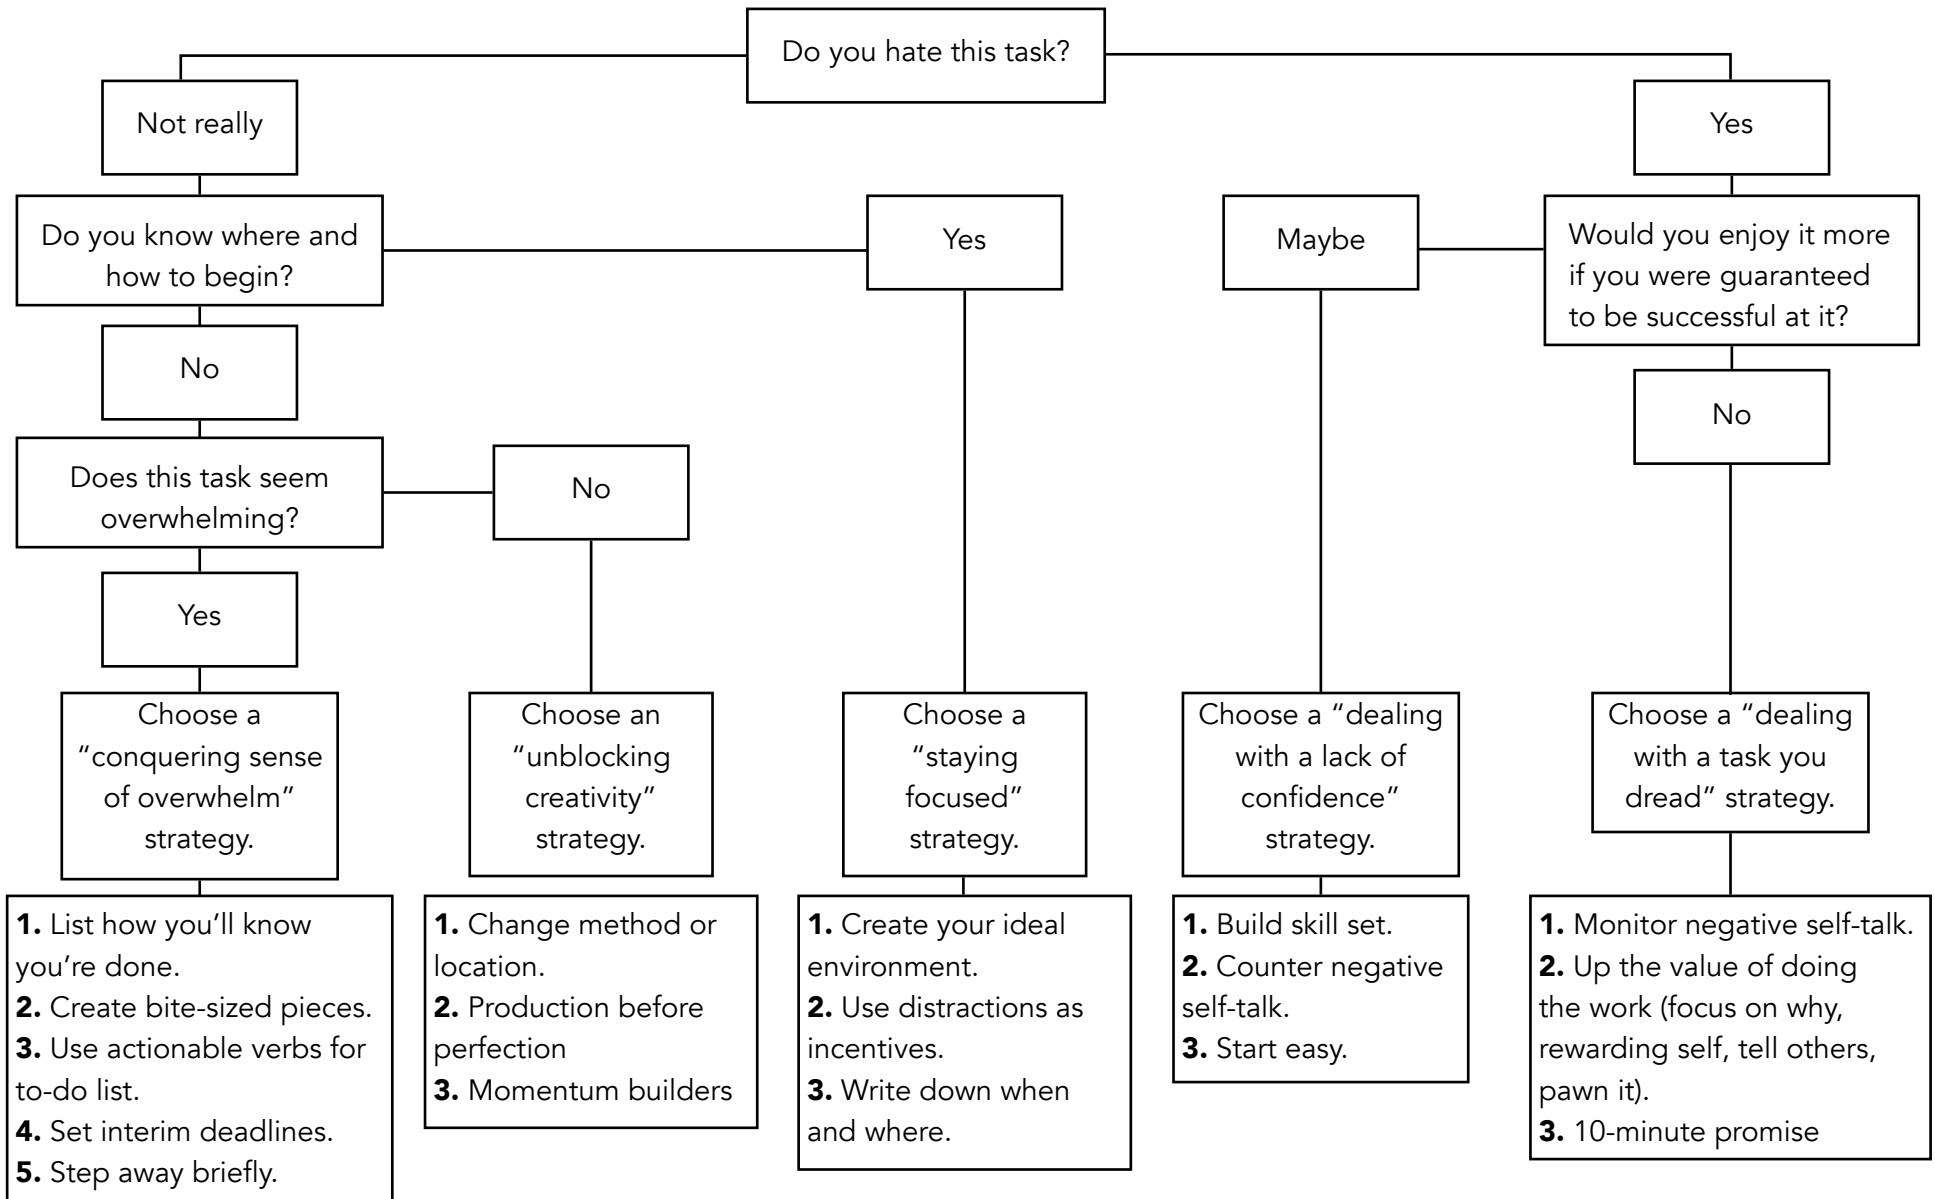 Do you hate this task?
Not really
Yes
Do you know where and
how to begin?
Yes
Maybe
Would you enjoy it more
if you were guaranteed
to be successful at it?
No
No
Does this task seem
overwhelming?
No
Yes
Choose a
“conquering sense
of overwhelm”
strategy.
Choose an
“unblocking
creativity”
strategy.
Choose a
“staying
focused”
strategy.
Choose a “dealing
with a lack of
confidence”
strategy.
Choose a “dealing
with a task you
dread” strategy.
1. List how you’ll know
you’re done.
2. Create bite-sized pieces.
3. Use actionable verbs for
to-do list.
4. Set interim deadlines.
5. Step away briefly.
1. Change method or
location.
2. Production before
perfection
3. Momentum builders
1. Create your ideal
environment.
2. Use distractions as
incentives.
3. Write down when
and where.
1. Build skill set.
2. Counter negative
self-talk.
3. Start easy.
1. Monitor negative self-talk.
2. Up the value of doing
the work (focus on why,
rewarding self, tell others,
pawn it).
3. 10-minute promise